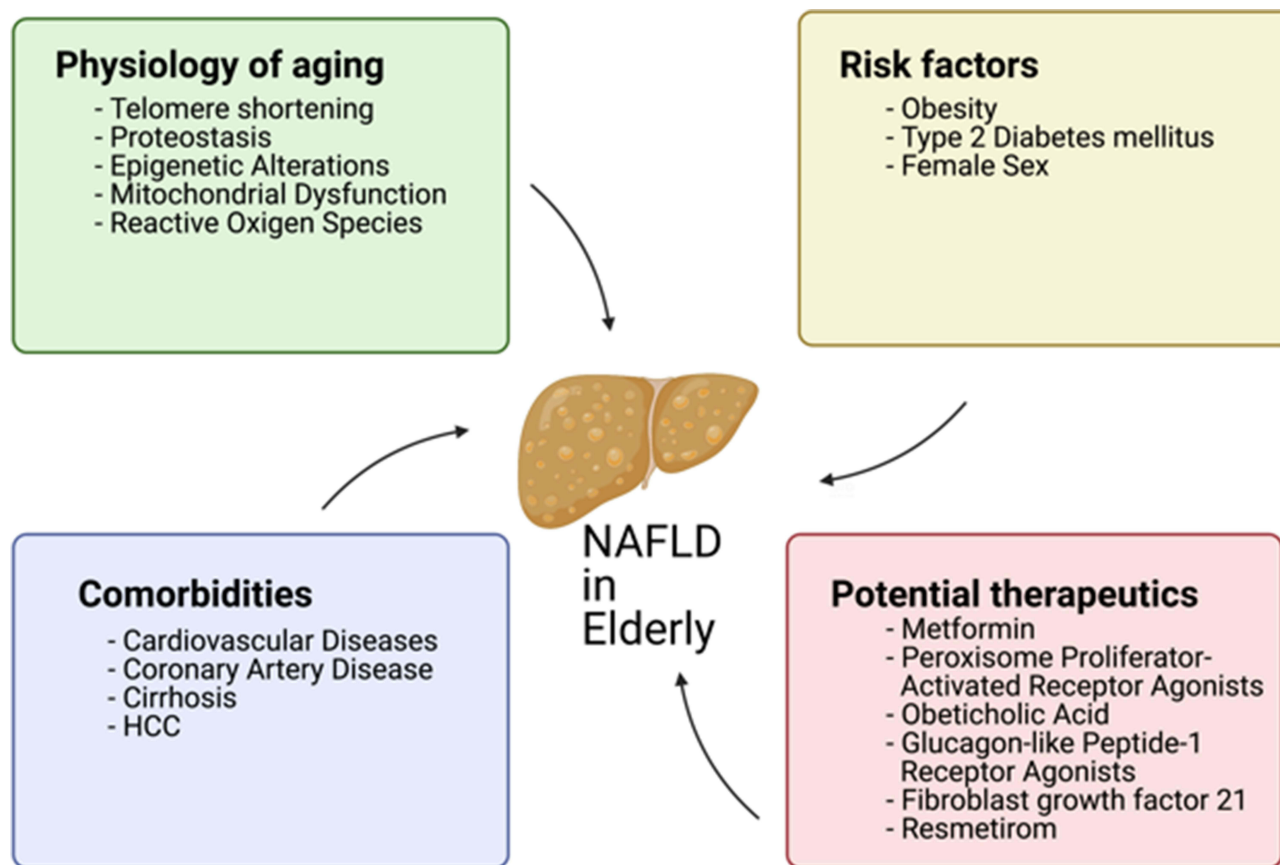 Physiology of aging
- Telomere shortening
- Proteostasis
- Epigenetic Alterations
- Mitochondrial Dysfunction
- Reactive Oxigen Species
Risk factors
- Obesity
- Type 2 Diabetes mellitus
- Female Sex
NAFLD
in
Elderly
Comorbidities
- Cardiovascular Diseases
- Coronary Artery Disease
- Cirrhosis
- HCC
Potential therapeutics
- Metformin
- Peroxisome Proliferator-
Activated Receptor Agonists
- Obeticholic Acid
- Glucagon-like Peptide-1
Receptor Agonists
- Fibroblast growth factor 21
- Resmetirom